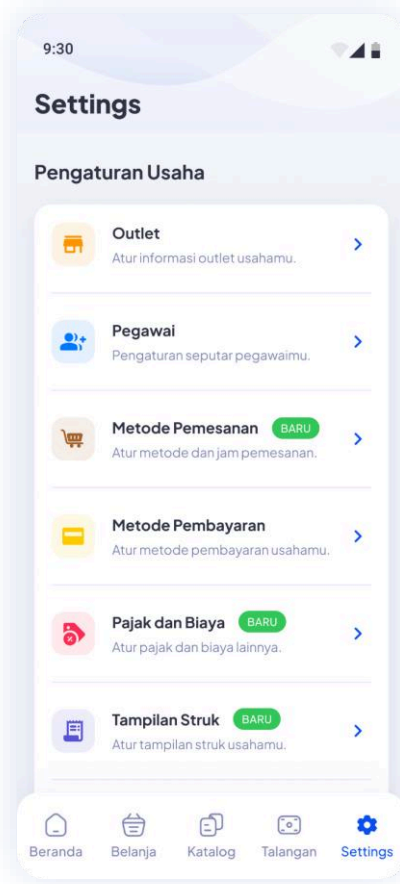 9:30
Settings
Pengaturan Usaha
Outlet
Atur informasi outlet usahamu.
Pegawai
Pengaturan seputar pegawaimu.
Metode Pemesanan BARU
Atur metode dan jam pemesanan.
Metode Pembayaran
Atur metode pembayaran usahamu.
Pajak dan Biaya BARU
Atur pajak dan biaya lainnya.
Tampilan Struk BARU
Atur tampilan struk usahamu.
Beranda Belanja Katalog Talangan Settings